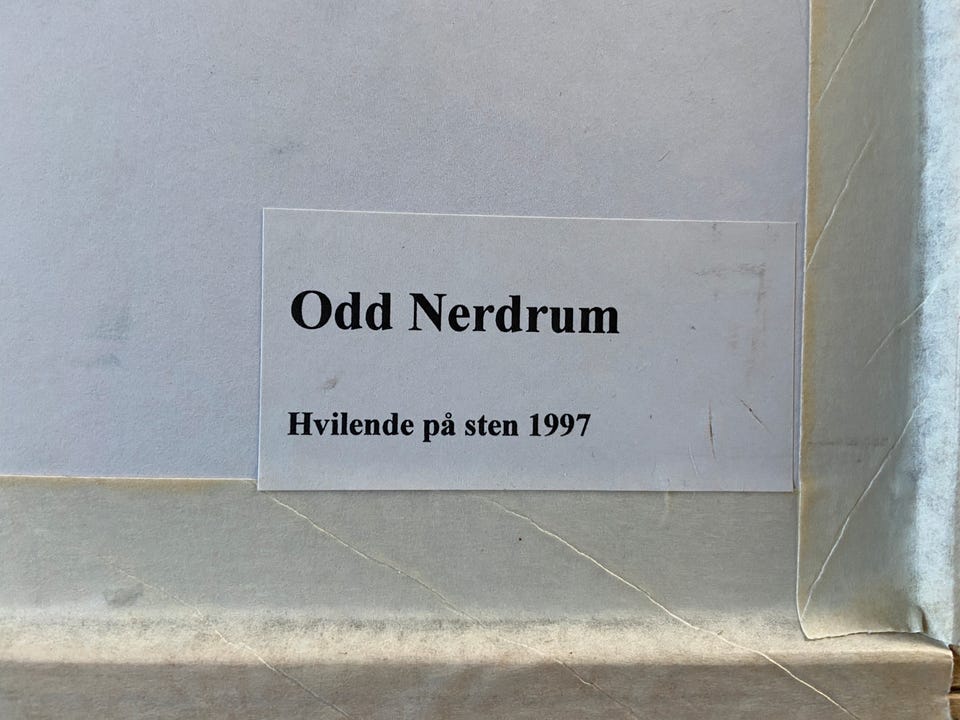 Odd Nerdrum
Hvilende på sten 1997